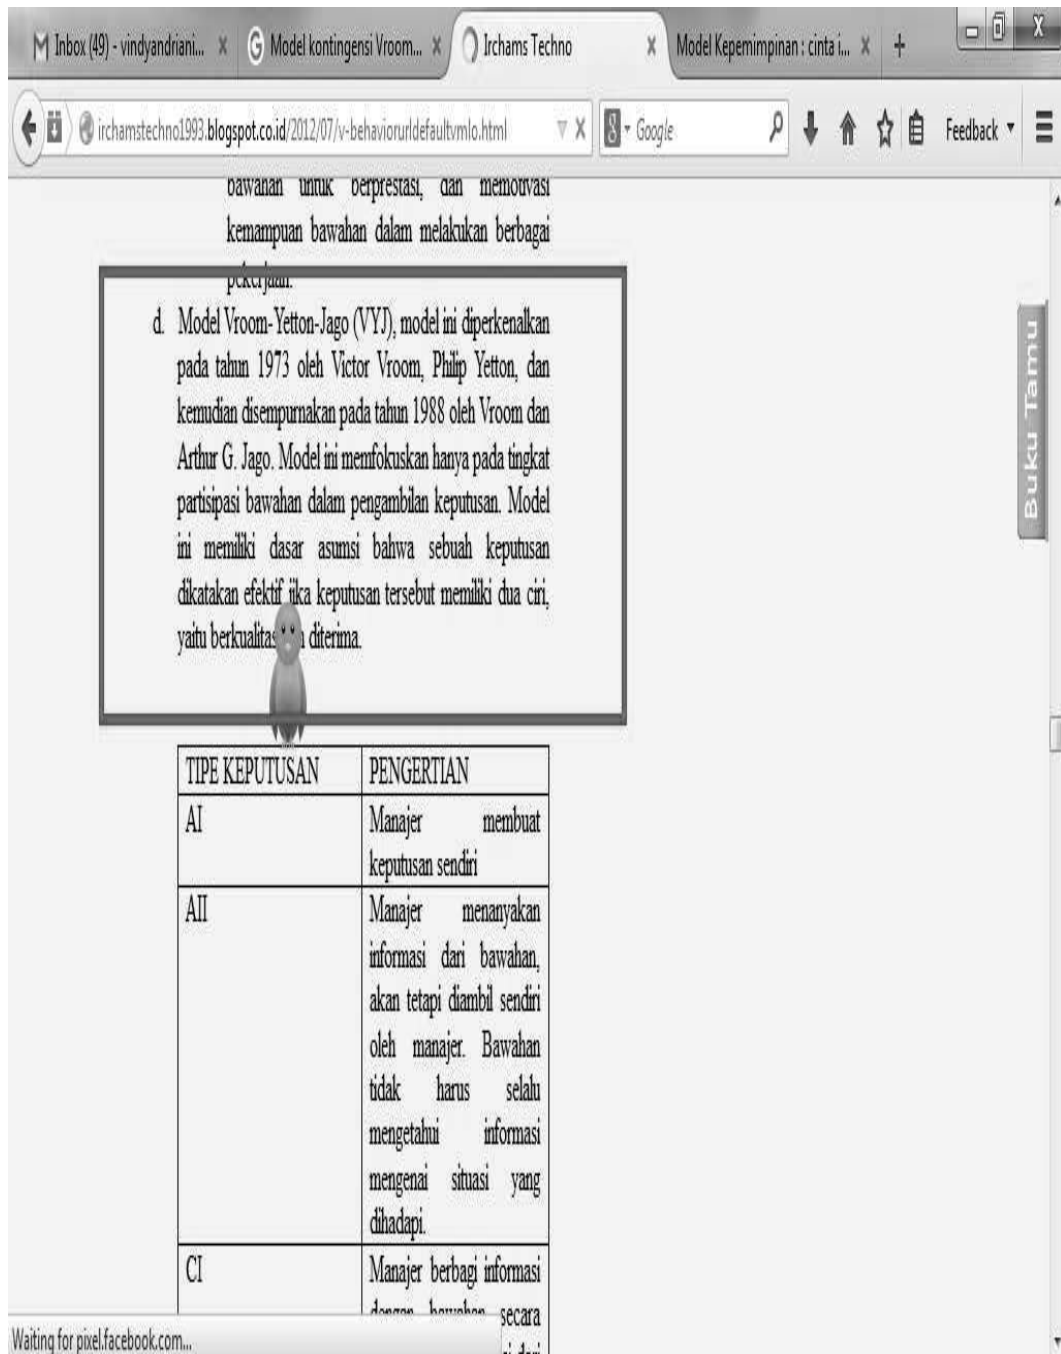 Inbox (49) - vindyandriani... x
Model kontingensi Vroom... x
Irchams Techno x
Model Kepemimpinan : cinta i... x
irchamstechno1993.blogspot.co.id/2012/07/v-behaviorurldefaultvmlo.html
Google
Feedback
bawahan untuk berprestasi, dan memotivasi
kemampuan bawahan dalam melakukan berbagai
pekerjaan.
d. Model Vroom-Yetton-Jago (VYJ), model ini diperkenalkan
pada tahun 1973 oleh Victor Vroom, Philip Yetton, dan
kemudian disempurnakan pada tahun 1988 oleh Vroom dan
Arthur G. Jago. Model ini memfokuskan hanya pada tingkat
partisipasi bawahan dalam pengambilan keputusan. Model
ini memiliki dasar asumsi bahwa sebuah keputusan
dikatakan efektif jika keputusan tersebut memiliki dua ciri,
yaitu berkualitas diterima.
Buku Tamu
TIPE KEPUTUSAN
PENGERTIAN
AI
Manajer membuat
keputusan sendiri
AII
Manajer menanyakan
informasi dari bawahan,
akan tetapi diambil sendiri
oleh manajer. Bawahan
tidak harus selalu
mengetahui informasi
mengenai situasi yang
dihadapi.
CI
Manajer berbagi informasi
dengan bawahan secara
Waiting for pixel.facebook.com...